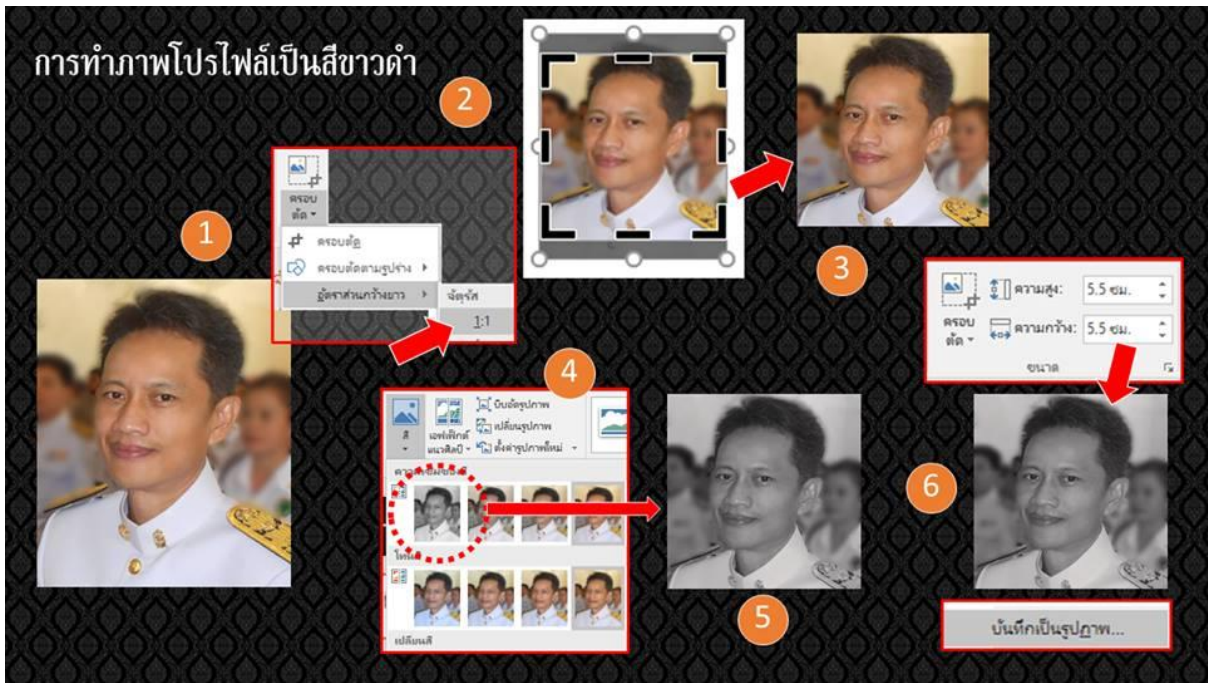 การทำภาพโปรไฟล์เป็นสีขาวดำ
1
2
ครอบ
ตัด
ครอบตัด
ครอบตัดตามรูปร่าง
อัตราส่วนกว้างยาว
จัตุรัส
1:1
3
4
สี
เอฟเฟ็กต์
แนวศิลป์
บีบอัดรูปภาพ
เปลี่ยนรูปภาพ
ตั้งค่ารูปภาพใหม่
เปลี่ยนสี
5
ครอบ
ตัด
ความสูง: 5.5 ซม.
ความกว้าง: 5.5 ซม.
ขนาด
6
บันทึกเป็นรูปภาพ...